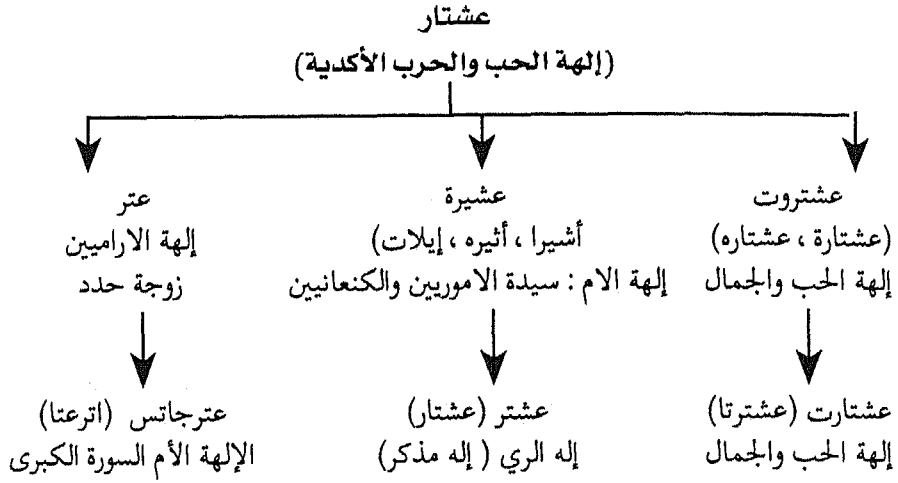 عشتار
(إلهة الحب والحرب الأكدية)
عشتروت
(عشتارة ، عشتاره)
إلهة الحب والجمال
عشيرة
أشيرا ، أثيره ، إيلات)
إلهة الام : سيدة الاموريين والكنعانيين
عتر
إلهة الاراميين
زوجة حدد
عشتارت (عشترتا)
إلهة الحب والجمال
عشتر (عشتار)
إله الري ( إله مذكر)
عترجاتس (اترعتا)
الإلهة الأم السورة الكبرى